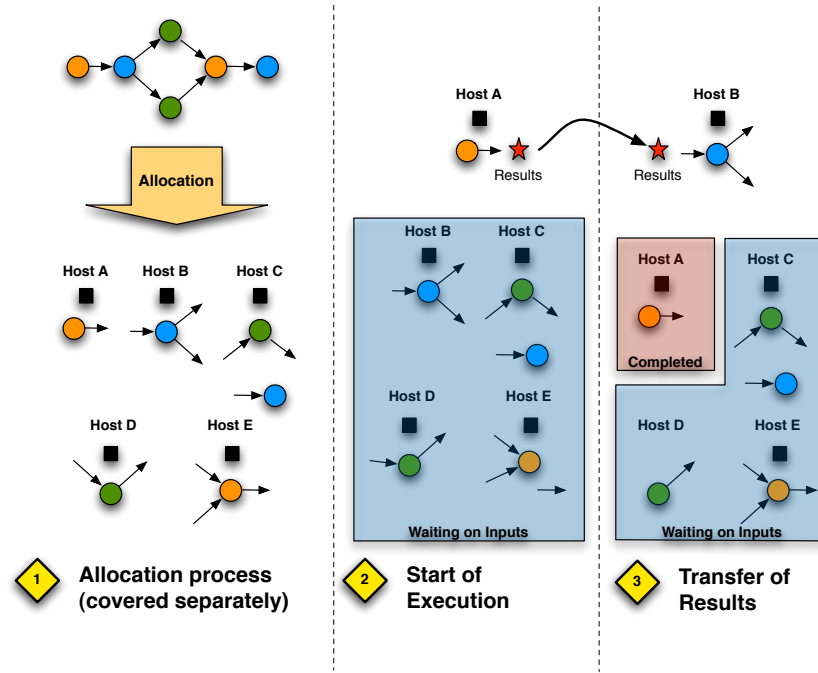 Allocation
Host A
Host B
Host C
Host D
Host E
1
Allocation process
(covered separately)
Host A
Results
Host B
Host C
Host D
Host E
Waiting on Inputs
2
Start of
Execution
Host B
Results
Host A
Completed
Host C
Host D
Host E
Waiting on Inputs
3
Transfer of
Results